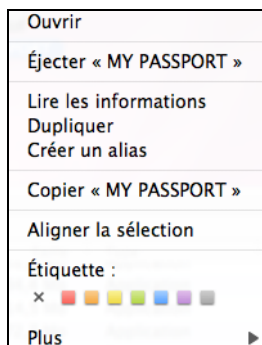 Ouvrir
Éjecter « MY PASSPORT »
Lire les informations
Dupliquer
Créer un alias
Copier « MY PASSPORT »
Aligner la sélection
Étiquette :
×
Plus